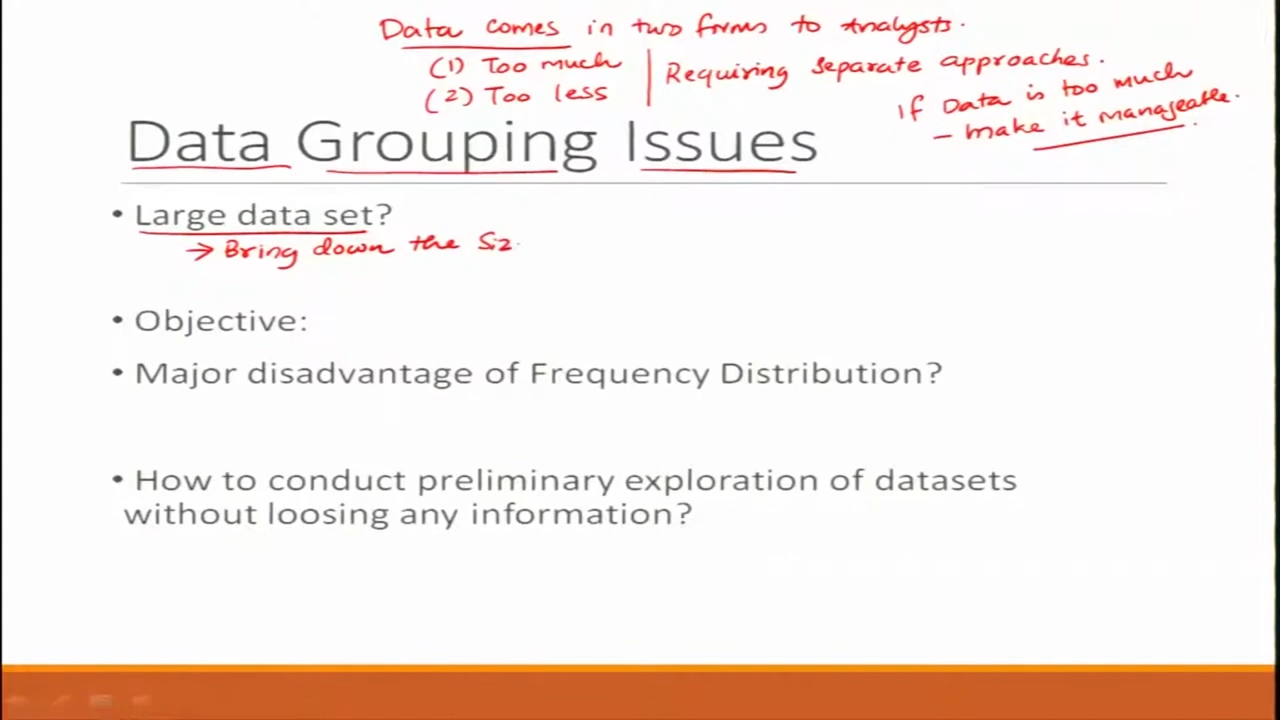 Data comes in two forms to Analysts.
(1) Too much
(2) Too less
Requiring separate approaches.
If Data is too much
- make it manageable.
Data Grouping Issues
• Large data set?
→ Bring down the Siz
• Objective:
• Major disadvantage of Frequency Distribution?
• How to conduct preliminary exploration of datasets
without loosing any information?